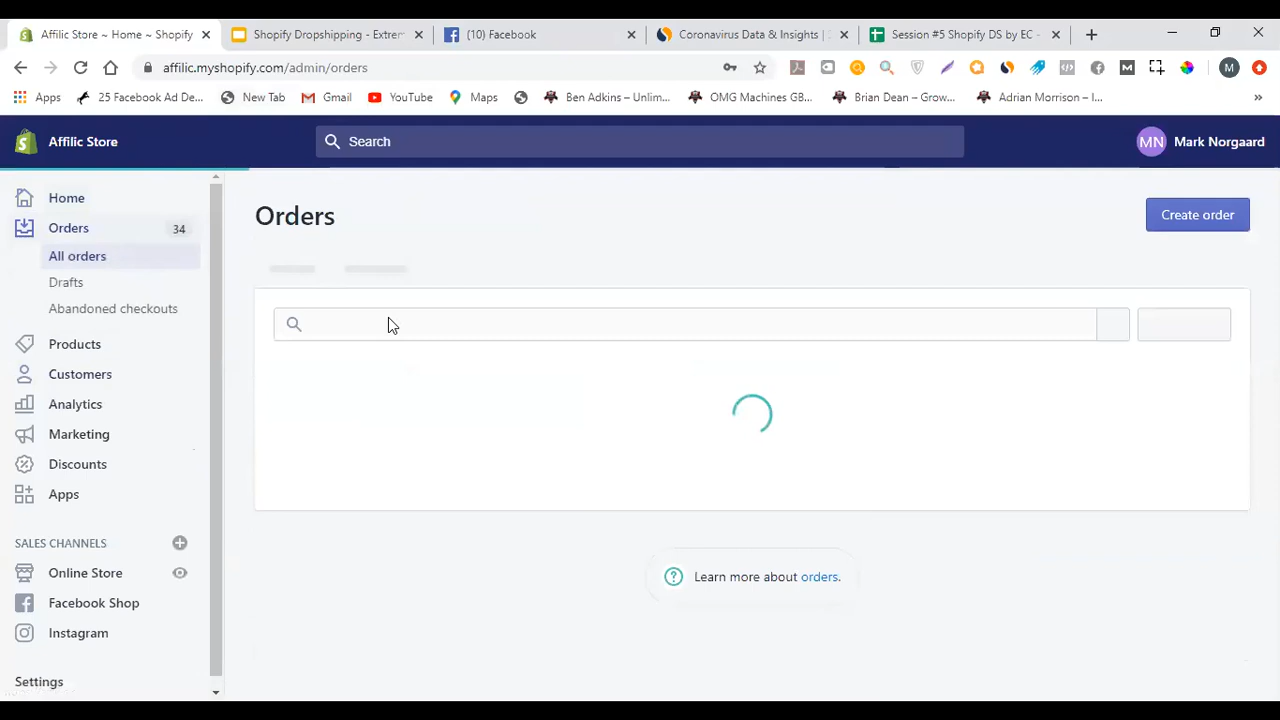 Affilic Store ~ Home ~ Shopify
Shopify Dropshipping - Extrem
(10) Facebook
Coronavirus Data & Insights |
Session #5 Shopify DS by EC -
affilic.myshopify.com/admin/orders
M
M
Apps
25 Facebook Ad De...
New Tab
Gmail
YouTube
Maps
Ben Adkins – Unlim...
OMG Machines GB...
Brian Dean – Grow...
Adrian Morrison – I...
»
Affilic Store
Search
MN
Mark Norgaard
Home
Orders
34
All orders
Drafts
Abandoned checkouts
Products
Customers
Analytics
Marketing
Discounts
Apps
SALES CHANNELS
Online Store
Facebook Shop
Instagram
Settings
Orders
Create order
Learn more about orders.